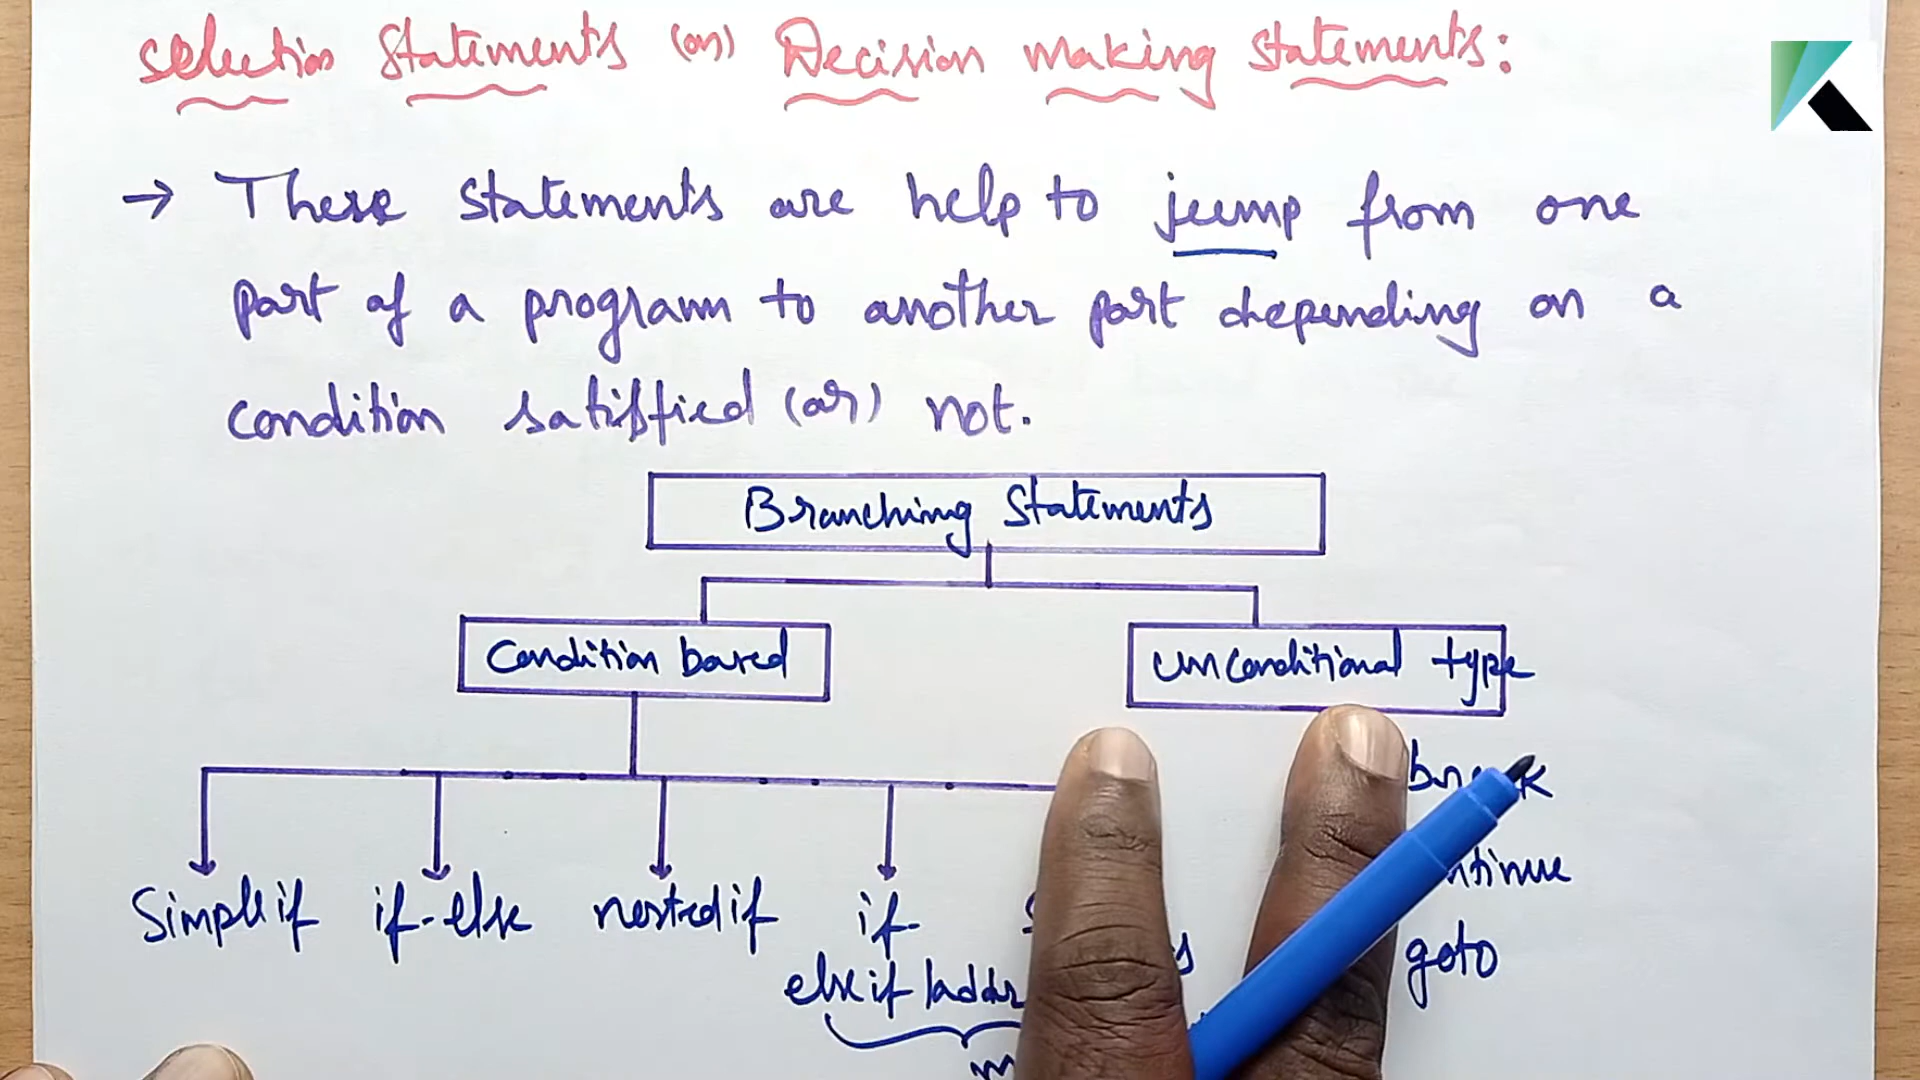 Selection Statements (or) Decision making statements:
→ These statements are help to jump from one
part of a program to another part depending on a
condition satisfied (or) not.
Branching Statements
Condition based
unconditional type
break
goto
Simple if
if-else
nested if
if-
else if